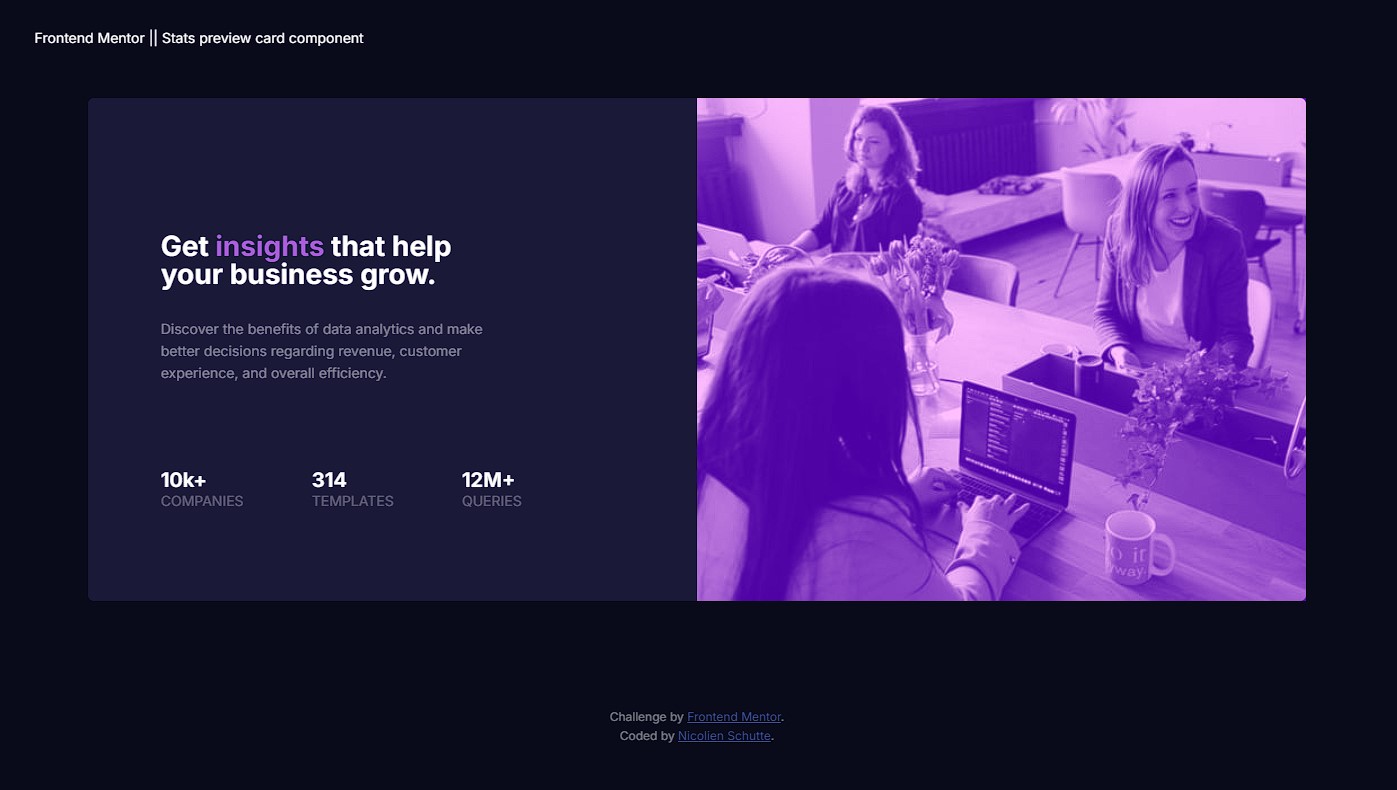 Frontend Mentor || Stats preview card component
Get insights that help
your business grow.
Discover the benefits of data analytics and make
better decisions regarding revenue, customer
experience, and overall efficiency.
10k+ 314 12M+
COMPANIES TEMPLATES QUERIES
Challenge by Frontend Mentor.
Coded by Nicolien Schutte.